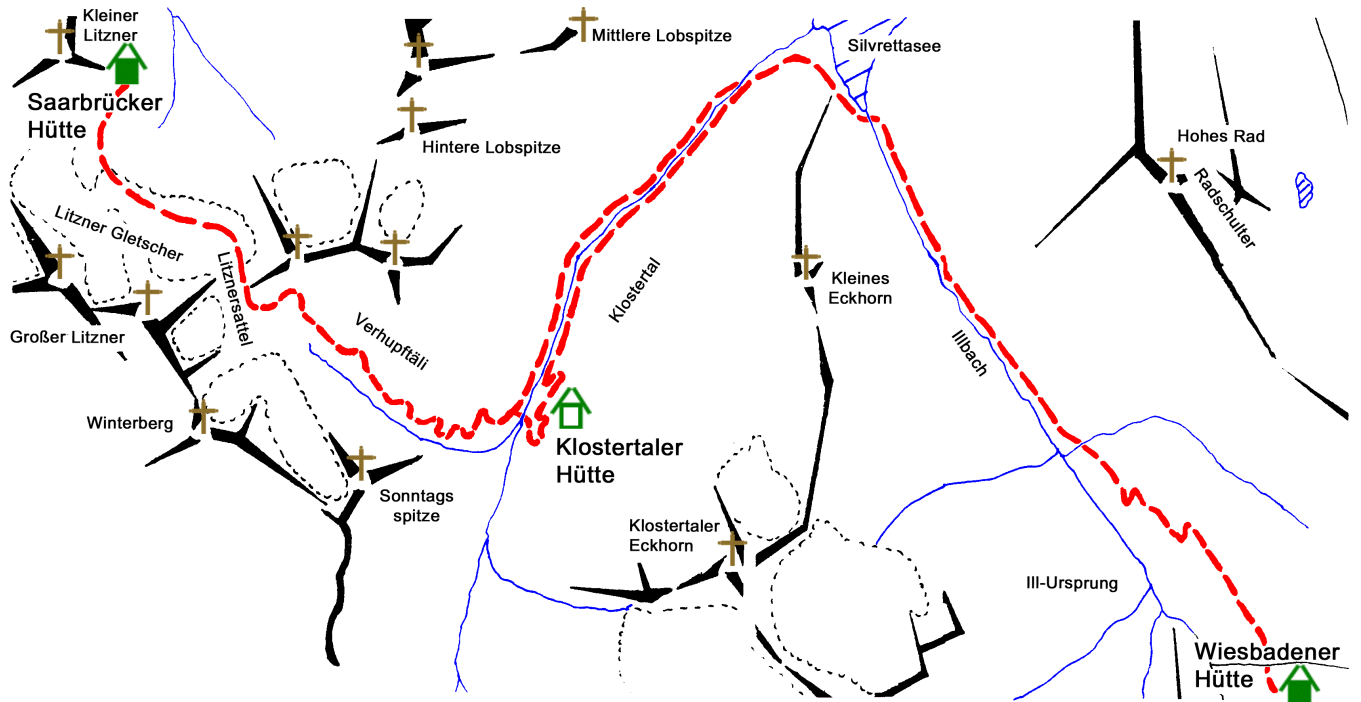 Kleiner
Litzner
Mittlere Lobspitze
Silvrettasee
Saarbrücker
Hütte
Hintere Lobspitze
Hohes Rad
Radschulter
Litzner Gletscher
Litznersattel
Großer Litzner
Verhupftäli
Klostertal
Kleines
Eckhorn
Illbach
Winterberg
Klostertaler
Hütte
Sonntags
spitze
Klostertaler
Eckhorn
Ill-Ursprung
Wiesbadener
Hütte